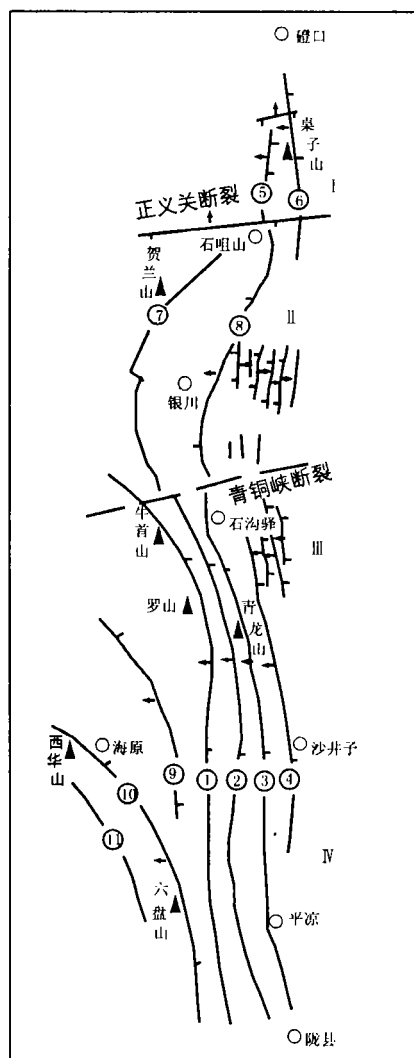 磴口
桌子山
I
⑤
⑥
正义关断裂
石咀山
贺兰山
⑦
⑧
II
银川
青铜峡断裂
牛首山
石沟驿
III
罗山
青龙山
西华山
海原
沙井子
⑨
①
②
③
④
⑩
⑪
IV
六盘山
平凉
陇县